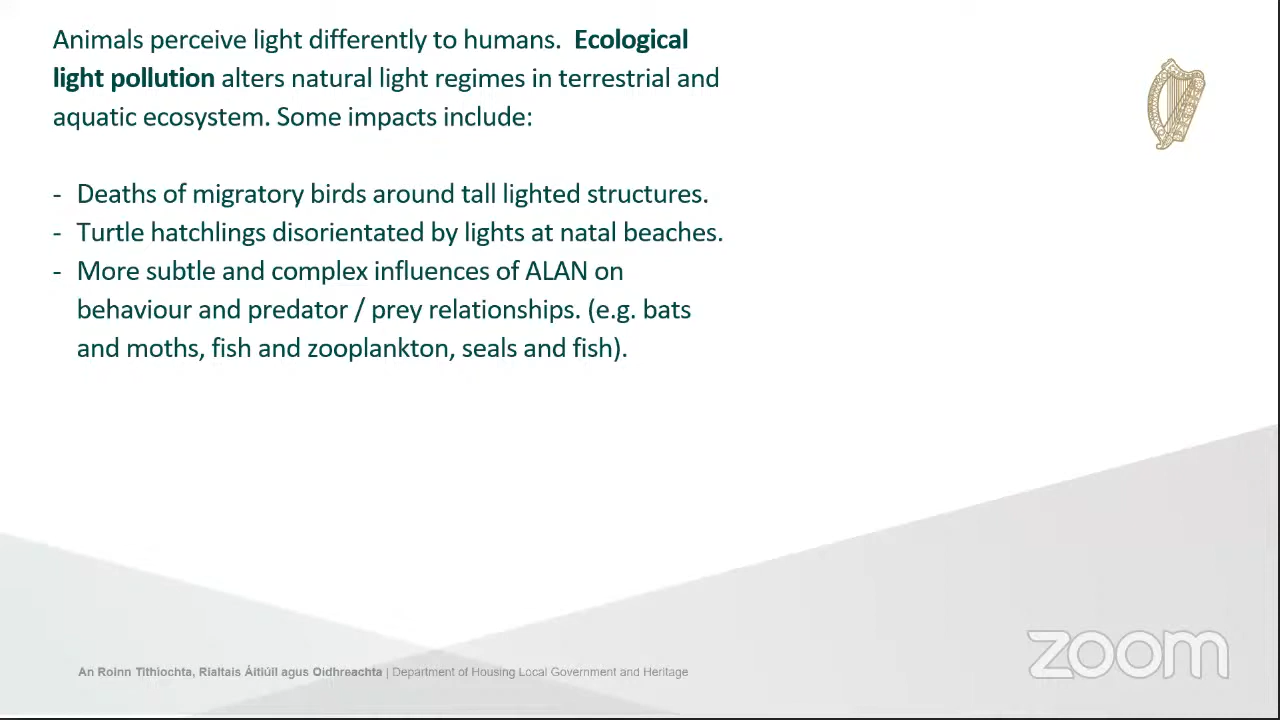 Animals perceive light differently to humans. Ecological
light pollution alters natural light regimes in terrestrial and
aquatic ecosystem. Some impacts include:
- Deaths of migratory birds around tall lighted structures.
- Turtle hatchlings disorientated by lights at natal beaches.
- More subtle and complex influences of ALAN on
behaviour and predator / prey relationships. (e.g. bats
and moths, fish and zooplankton, seals and fish).
An Roinn Tithíochta, Rialtais Áitiúil agus Oidhreachta | Department of Housing Local Government and Heritage
zoom